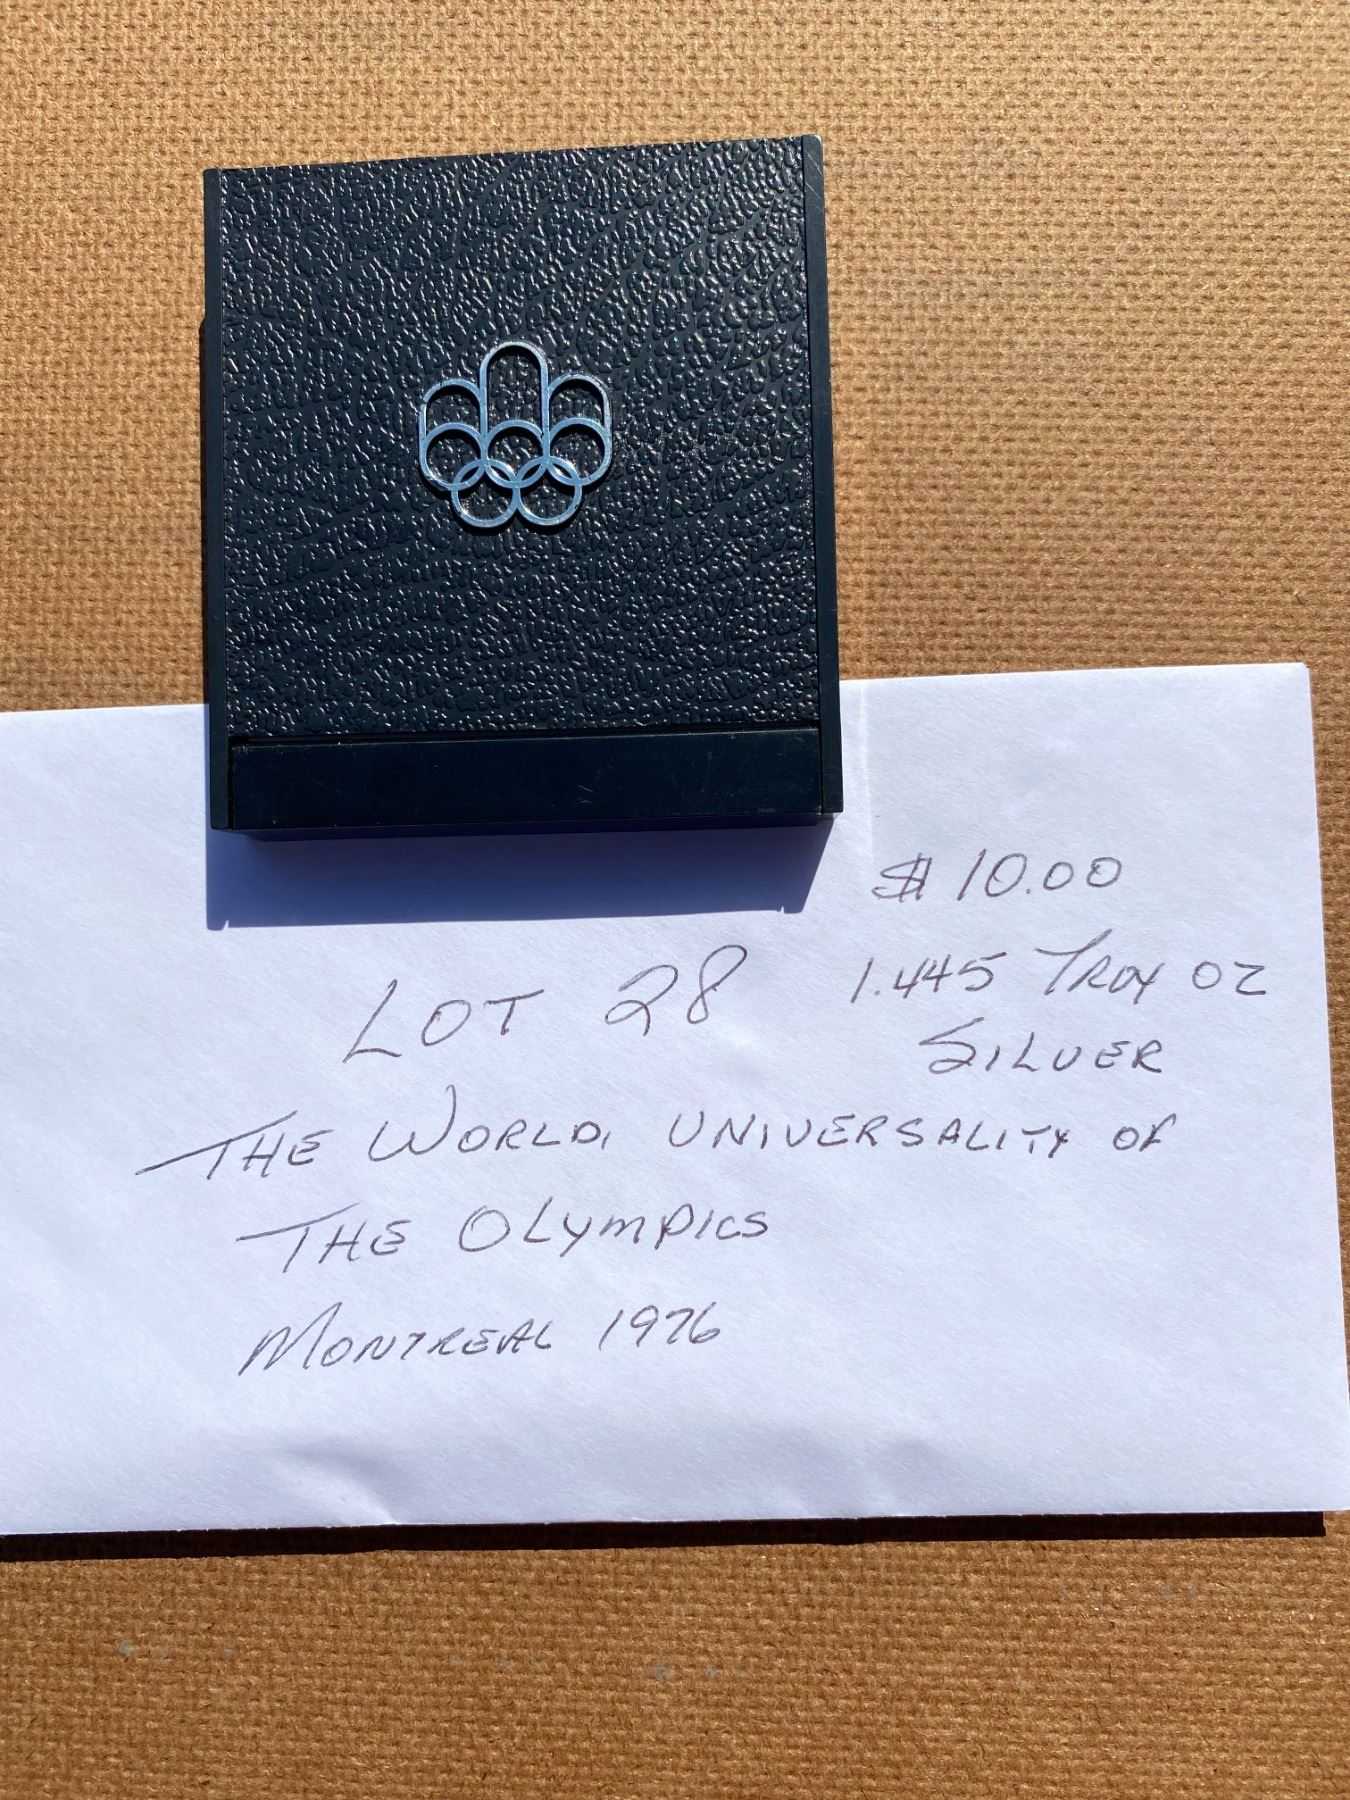 $ 10.00
LOT 28
1.445 TROY OZ
SILVER
THE WORLD, UNIVERSALITY OF
THE OLYMPICS
MONTREAL 1976